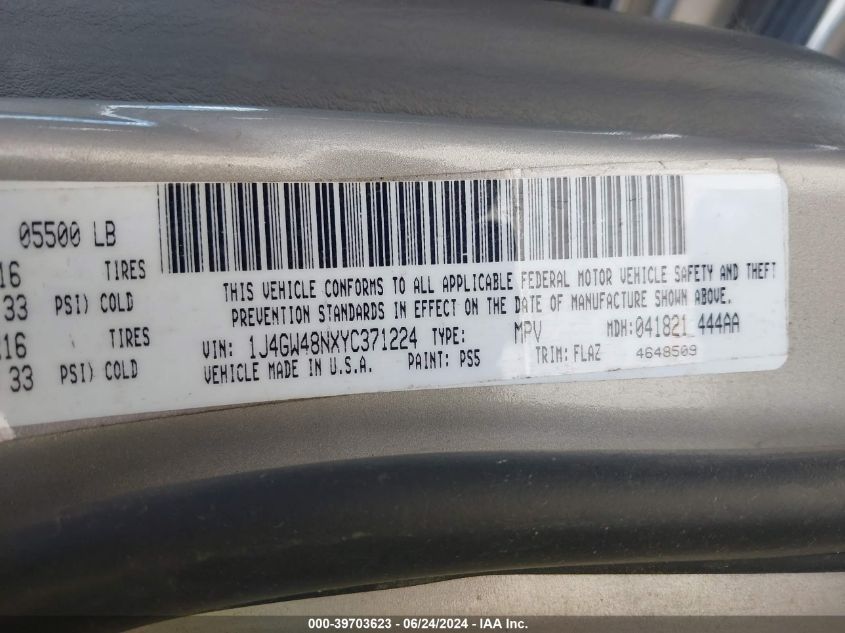 05500 LB
16 TIRES
33 PSI) COLD
16 TIRES
33 PSI) COLD
THIS VEHICLE CONFORMS TO ALL APPLICABLE FEDERAL MOTOR VEHICLE SAFETY AND THEFT
PREVENTION STANDARDS IN EFFECT ON THE DATE OF MANUFACTURE SHOWN ABOVE.
VIN: 1J4GW48NXYC371224 TYPE: MPV MDH:041821 444AA
VEHICLE MADE IN U.S.A. PAINT: PS5 TRIM: FLAZ 4648509
000-39703623 - 06/24/2024 - IAA Inc.